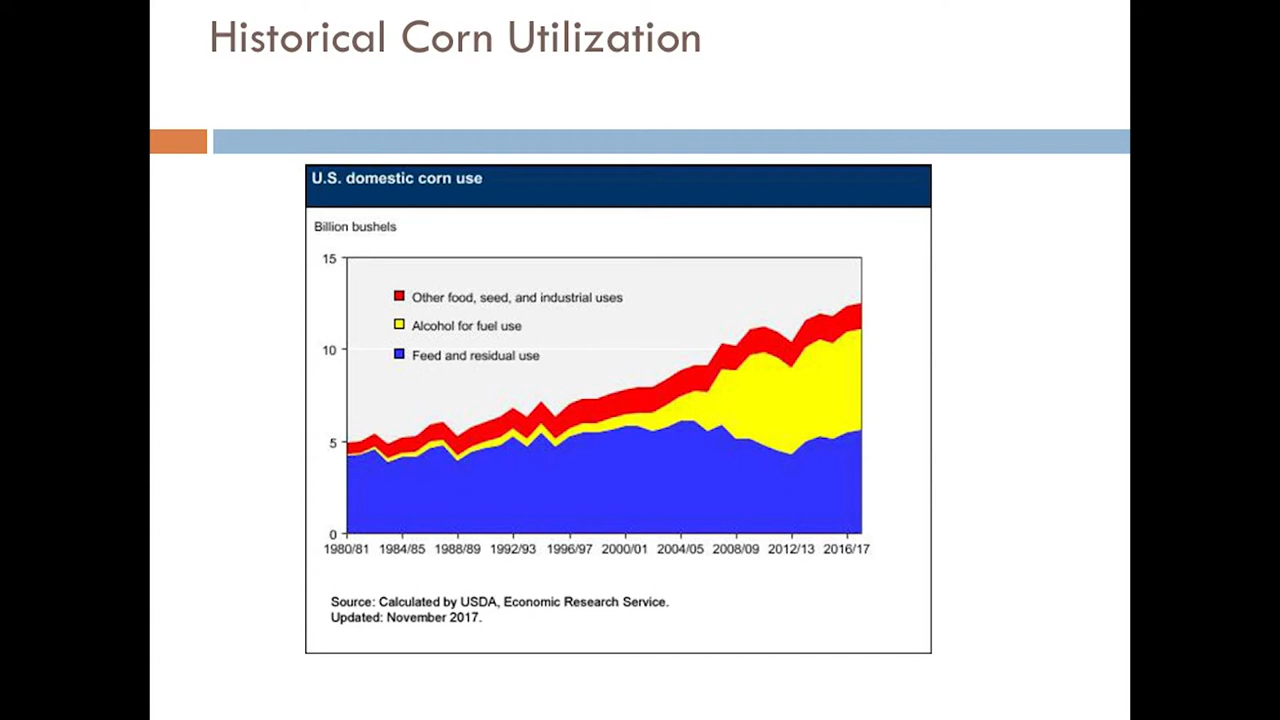 Historical Corn Utilization
U.S. domestic corn use
Billion bushels
15
Other food, seed, and industrial uses
Alcohol for fuel use
10
Feed and residual use
5
0
1980/81 1984/85 1988/89 1992/93 1996/97 2000/01 2004/05 2008/09 2012/13 2016/17
Source: Calculated by USDA, Economic Research Service.
Updated: November 2017.